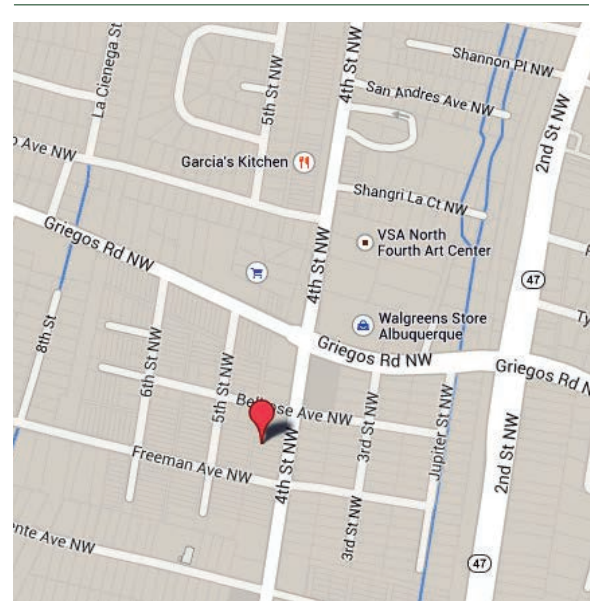 La Cienega St
5th St NW
4th St NW
Shannon Pl NW
San Andres Ave NW
2nd St NW
Ave NW
Garcia's Kitchen
Shangri La Ct NW
VSA North
Fourth Art Center
Griegos Rd NW
4th St NW
47
Walgreens Store
Albuquerque
8th St
6th St NW
5th St NW
Griegos Rd NW
Griegos Rd
Ave NW
3rd St NW
Jupiter St NW
Freeman Ave NW
4th St NW
2nd St NW
3rd St NW
Ave NW
47